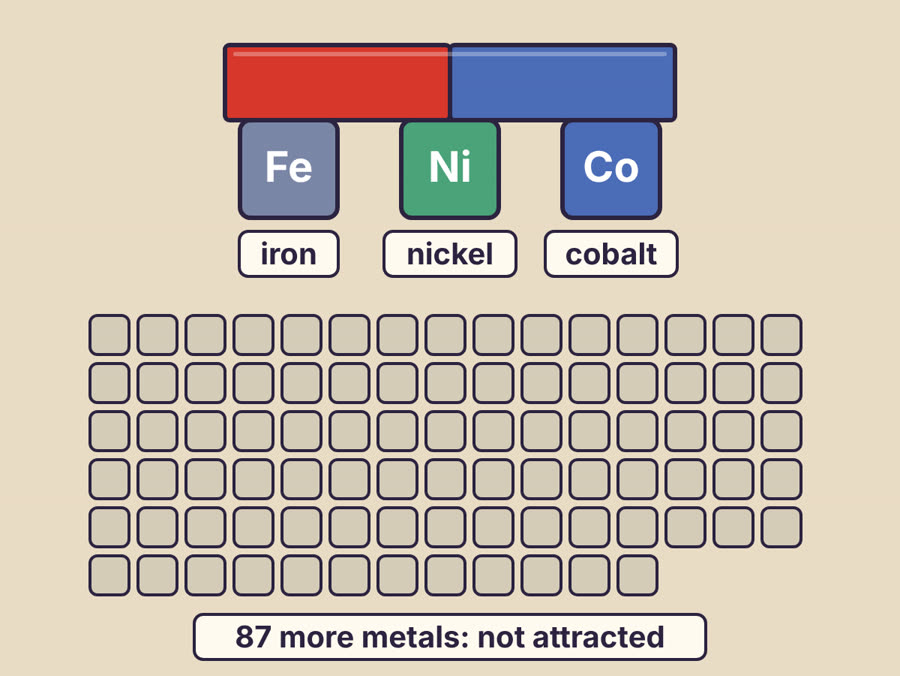 Fe
Ni
Co
iron
nickel
cobalt
87 more metals: not attracted